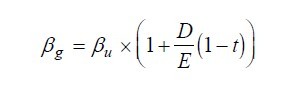 β_g = β_u × (1 + D/E (1 − t))